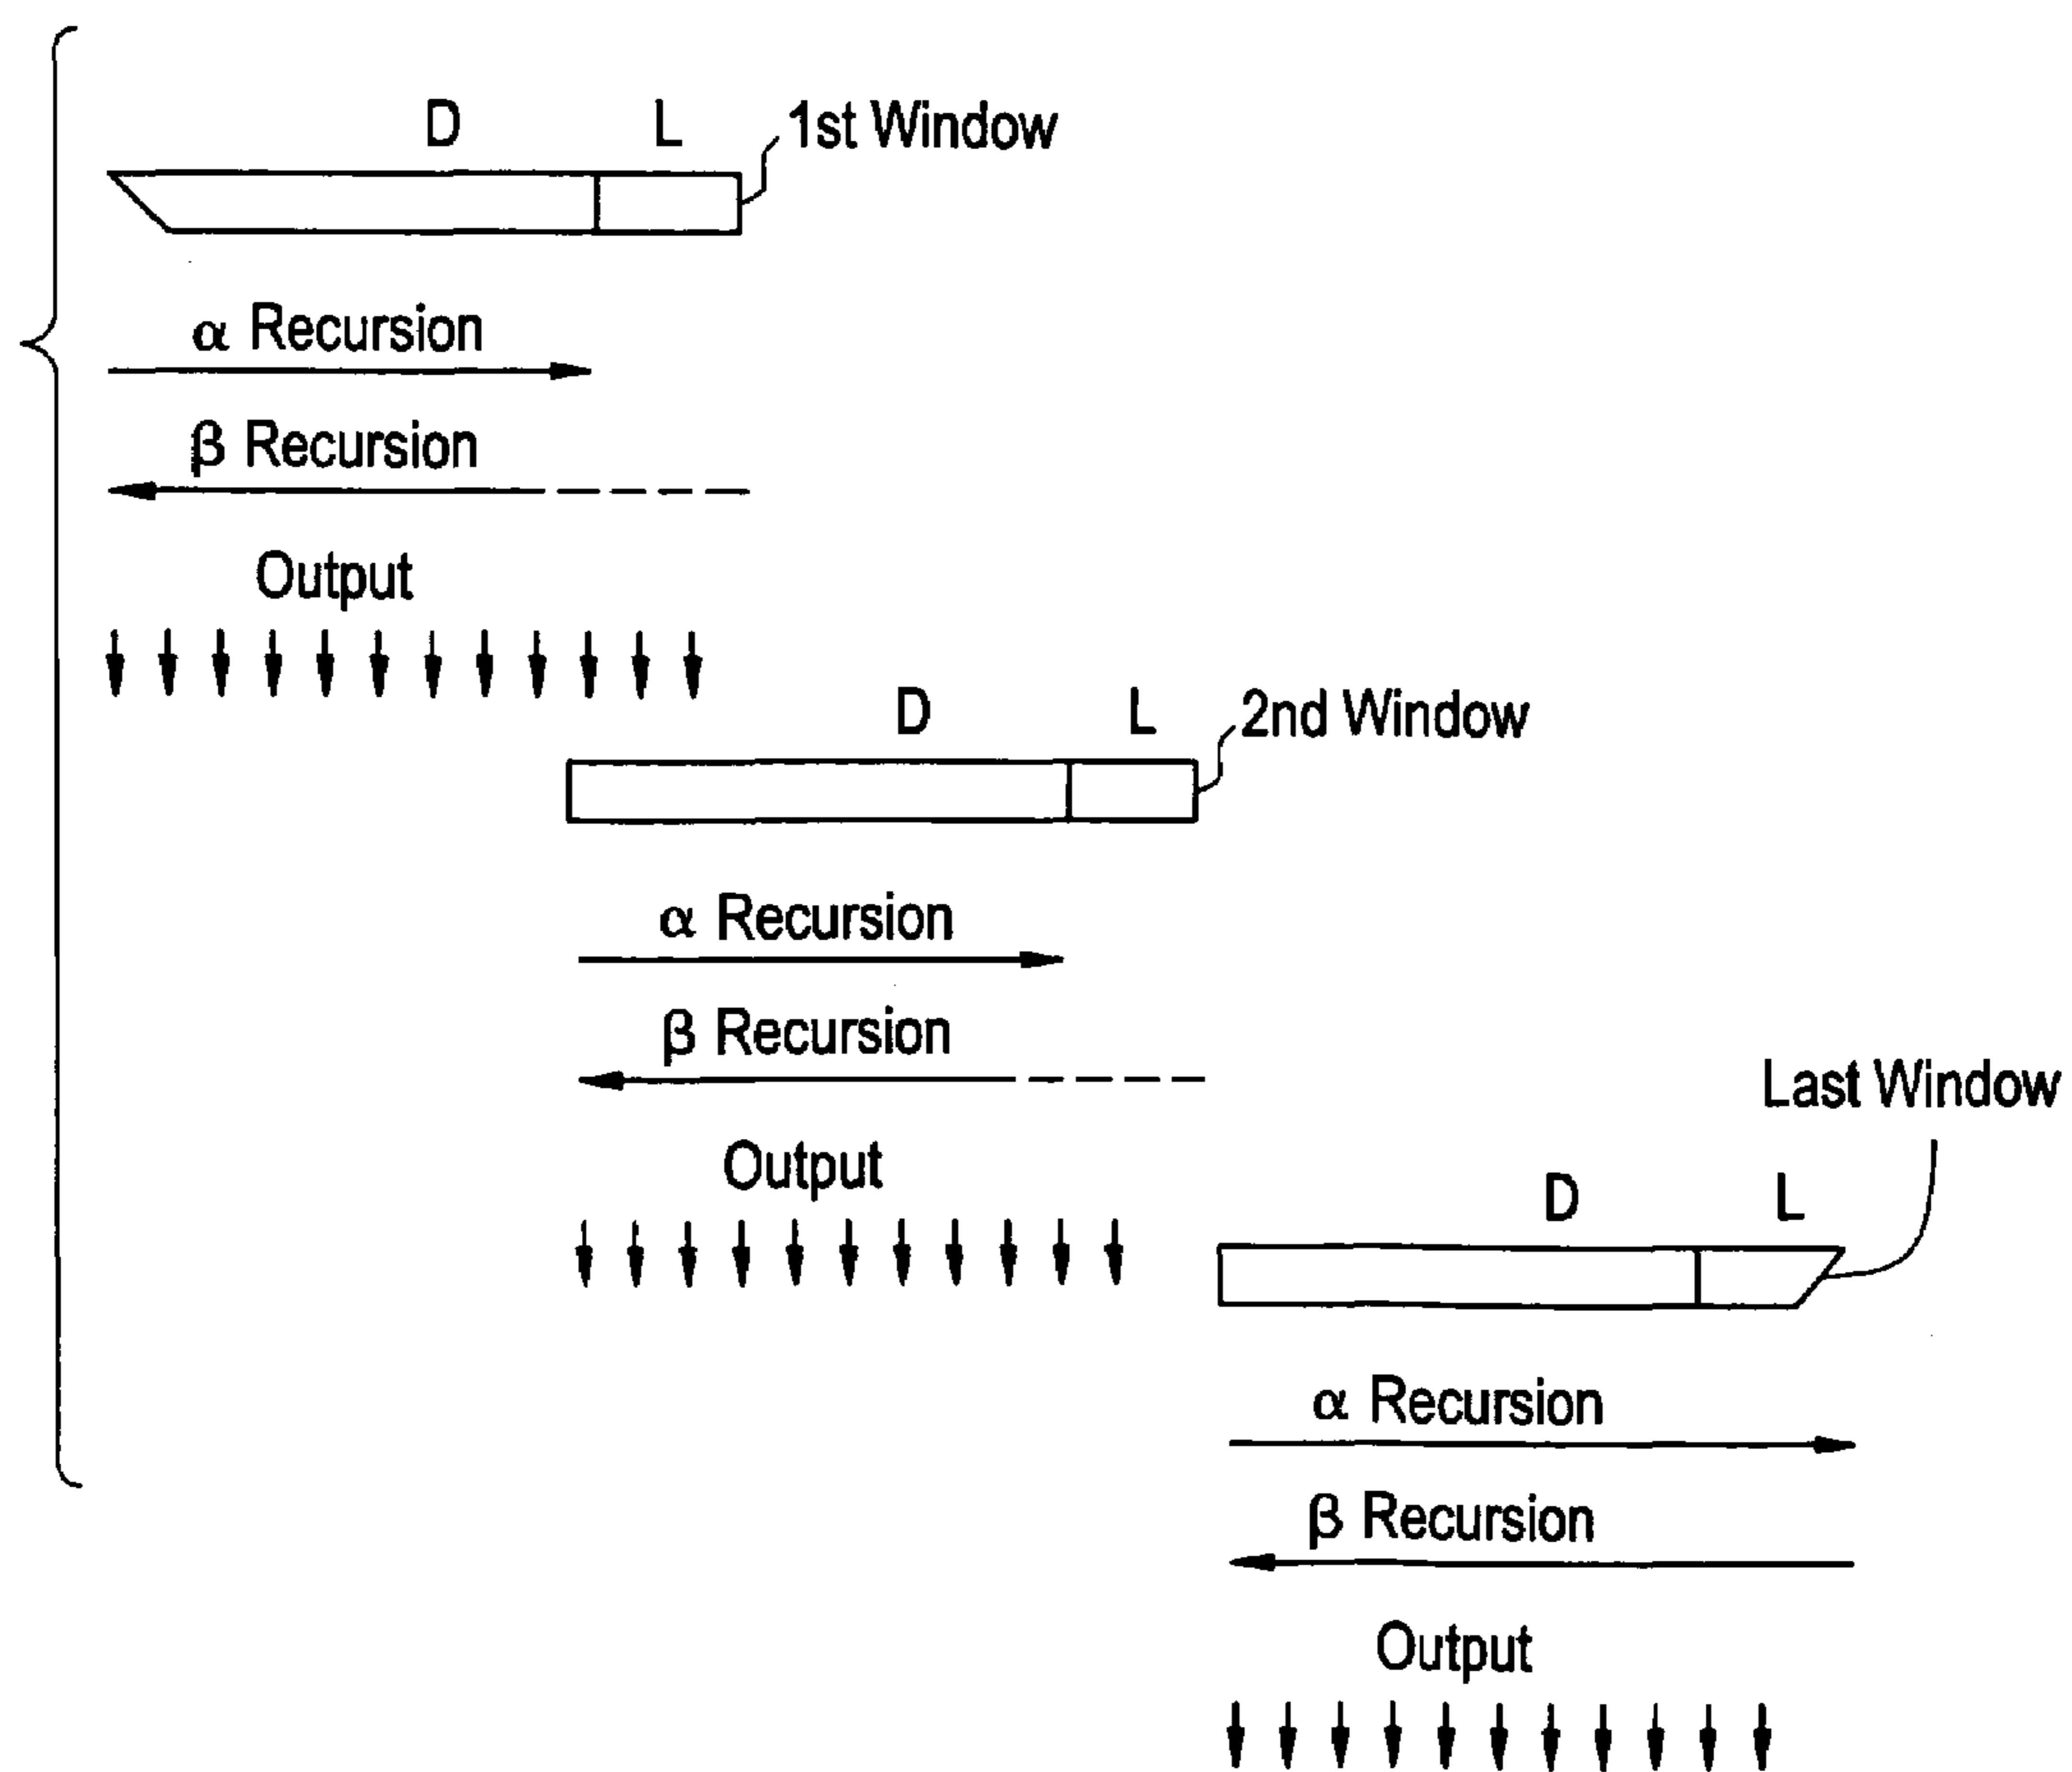 D L 1st Window
α Recursion
β Recursion
Output
D L 2nd Window
α Recursion
β Recursion
Output
Last Window
D L
α Recursion
β Recursion
Output